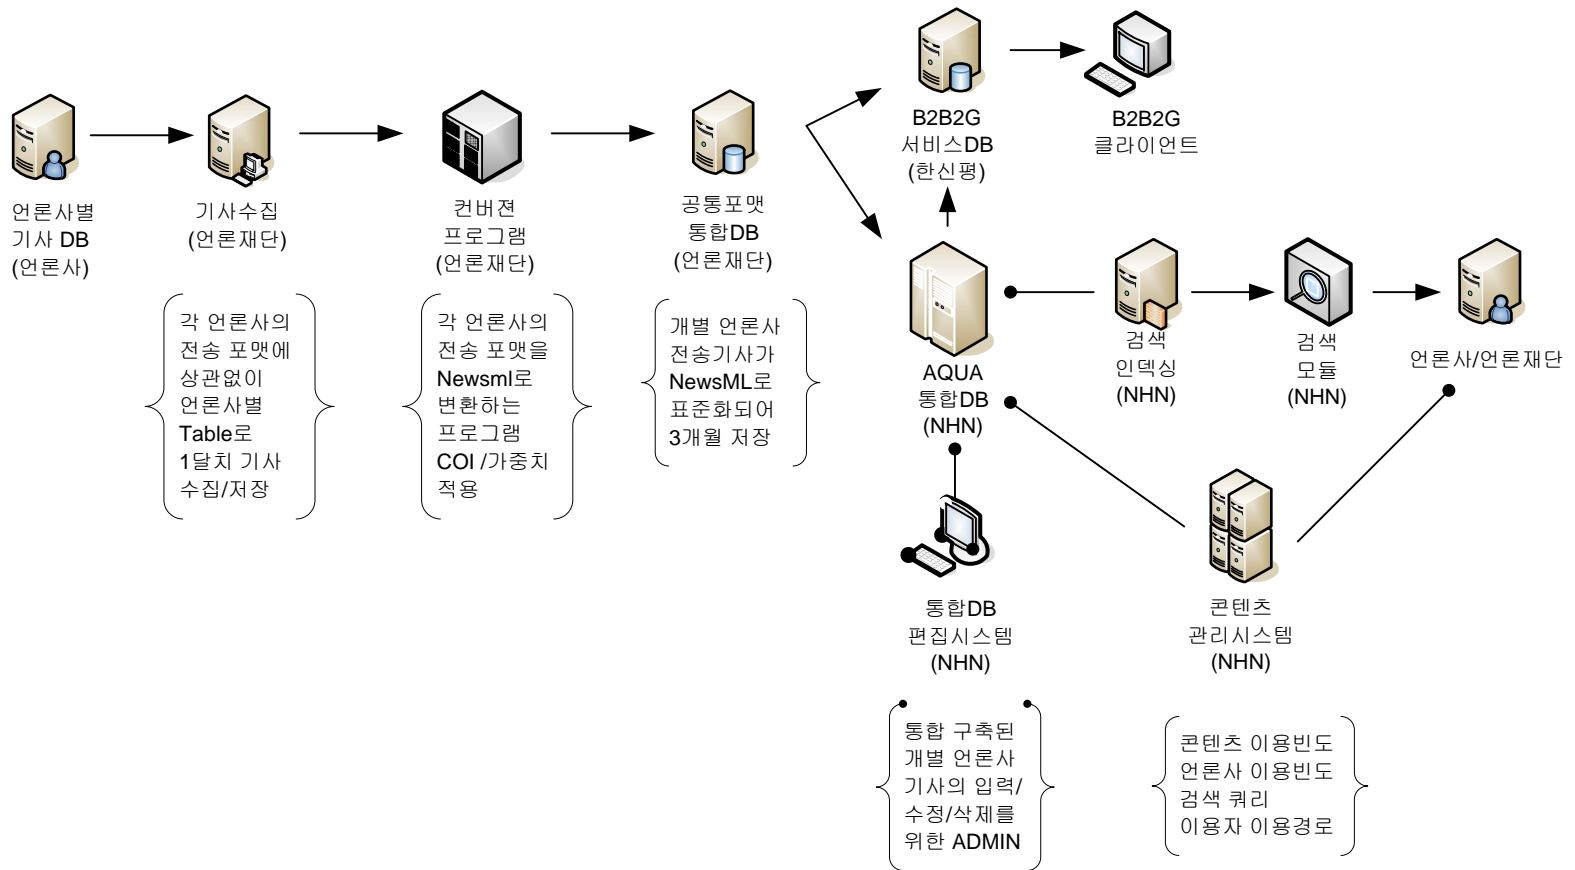 언론사별
기사 DB
(언론사)
기사수집
(언론재단)
컨버젼
프로그램
(언론재단)
공통포맷
통합DB
(언론재단)
B2B2G
서비스DB
(한신평)
B2B2G
클라이언트
각 언론사의
전송 포맷에
상관없이
언론사별
Table로
1달치 기사
수집/저장
각 언론사의
전송 포맷을
Newsml로
변환하는
프로그램
COI /가중치
적용
개별 언론사
전송기사가
NewsML로
표준화되어
3개월 저장
AQUA
통합DB
(NHN)
검색
인덱싱
(NHN)
검색
모듈
(NHN)
언론사/언론재단
통합DB
편집시스템
(NHN)
콘텐츠
관리시스템
(NHN)
통합 구축된
개별 언론사
기사의 입력/
수정/삭제를
위한 ADMIN
콘텐츠 이용빈도
언론사 이용빈도
검색 쿼리
이용자 이용경로